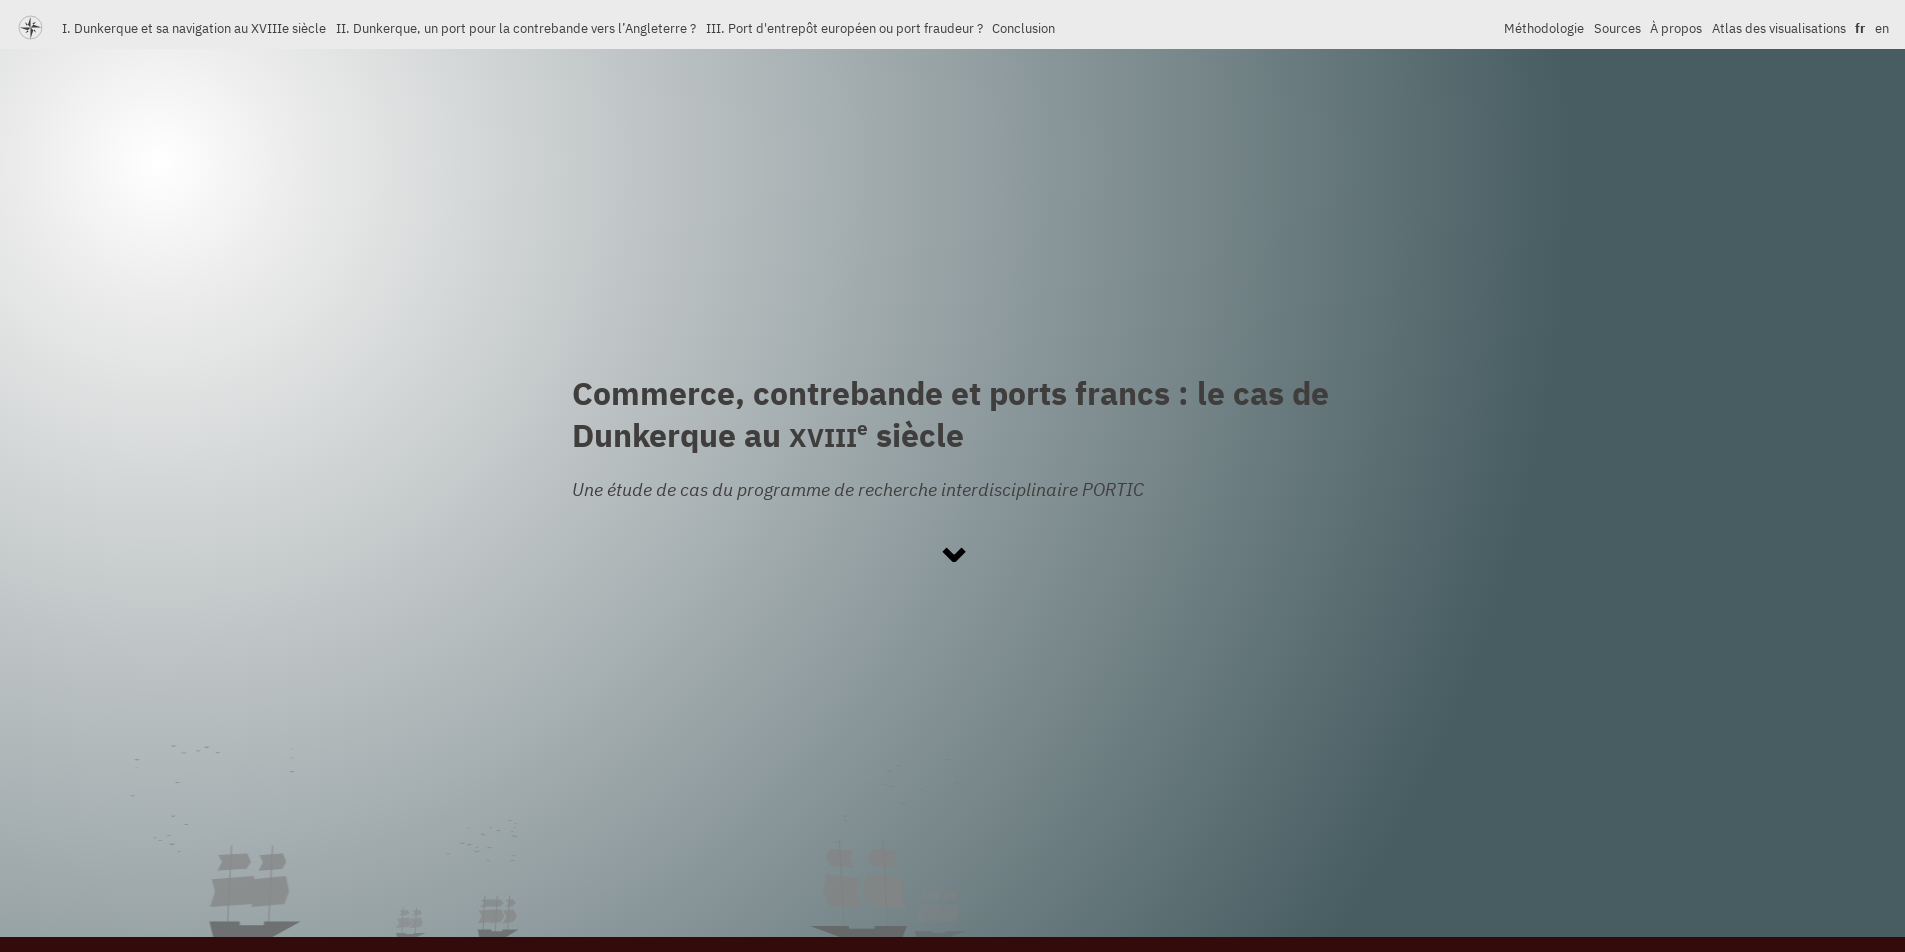 I. Dunkerque et sa navigation au XVIIIe siècle II. Dunkerque, un port pour la contrebande vers l’Angleterre ? III. Port d'entrepôt européen ou port fraudeur ? Conclusion Méthodologie Sources À propos Atlas des visualisations fr en
Commerce, contrebande et ports francs : le cas de
Dunkerque au XVIIIe siècle
Une étude de cas du programme de recherche interdisciplinaire PORTIC